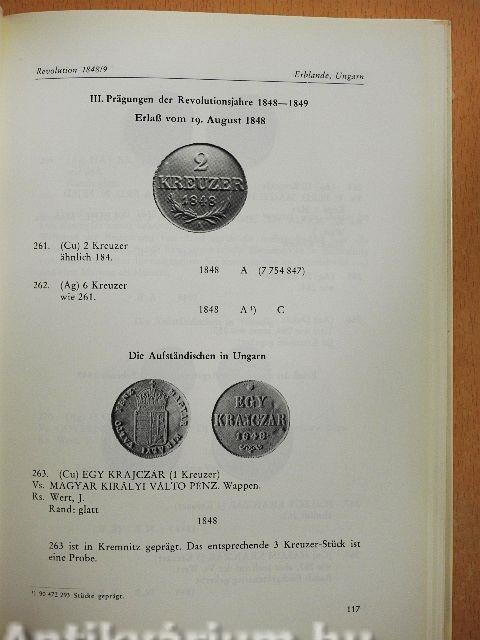 Revolution 1848/9
Erblande, Ungarn
III. Prägungen der Revolutionsjahre 1848—1849
Erlaß vom 19. August 1848
2
KREUZER
1848
A
261. (Cu) 2 Kreuzer
ähnlich 184.
1848 A (7 754 847)
262. (Ag) 6 Kreuzer
wie 261.
1848 A ¹) C
Die Aufständischen in Ungarn
EGY
KRAJCZÁR
1848
263. (Cu) EGY KRAJCZÁR (1 Kreuzer)
Vs. MAGYAR KIRÁLYI VÁLTO PÉNZ. Wappen.
Rs. Wert, J.
Rand: glatt
1848
263 ist in Kremnitz geprägt. Das entsprechende 3 Kreuzer-Stück ist
eine Probe.
¹) 90 472 293 Stücke geprägt.
117
Antikvárium.hu